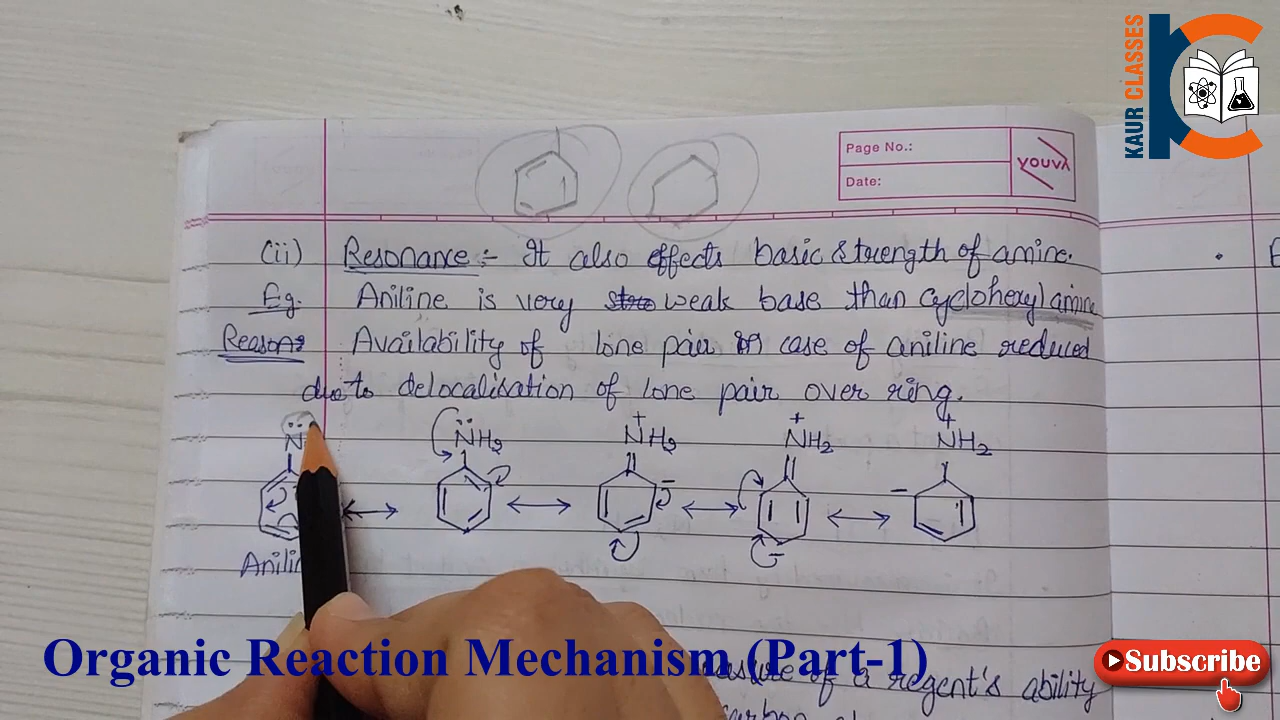 KAUR CLASSES
Page No.:
youva
Date:
(ii) Resonance :- It also effects basic strength of amine.
Eg. Aniline is very weak base than cyclohexyl amine
Reason: Availability of lone pair in case of aniline reduced
due to delocalisation of lone pair over ring.
N NH2 +NH2 +NH2 +NH2
Anilin
Organic Reaction Mechanism (Part-1)
of a regent's ability
Subscribe
carbon